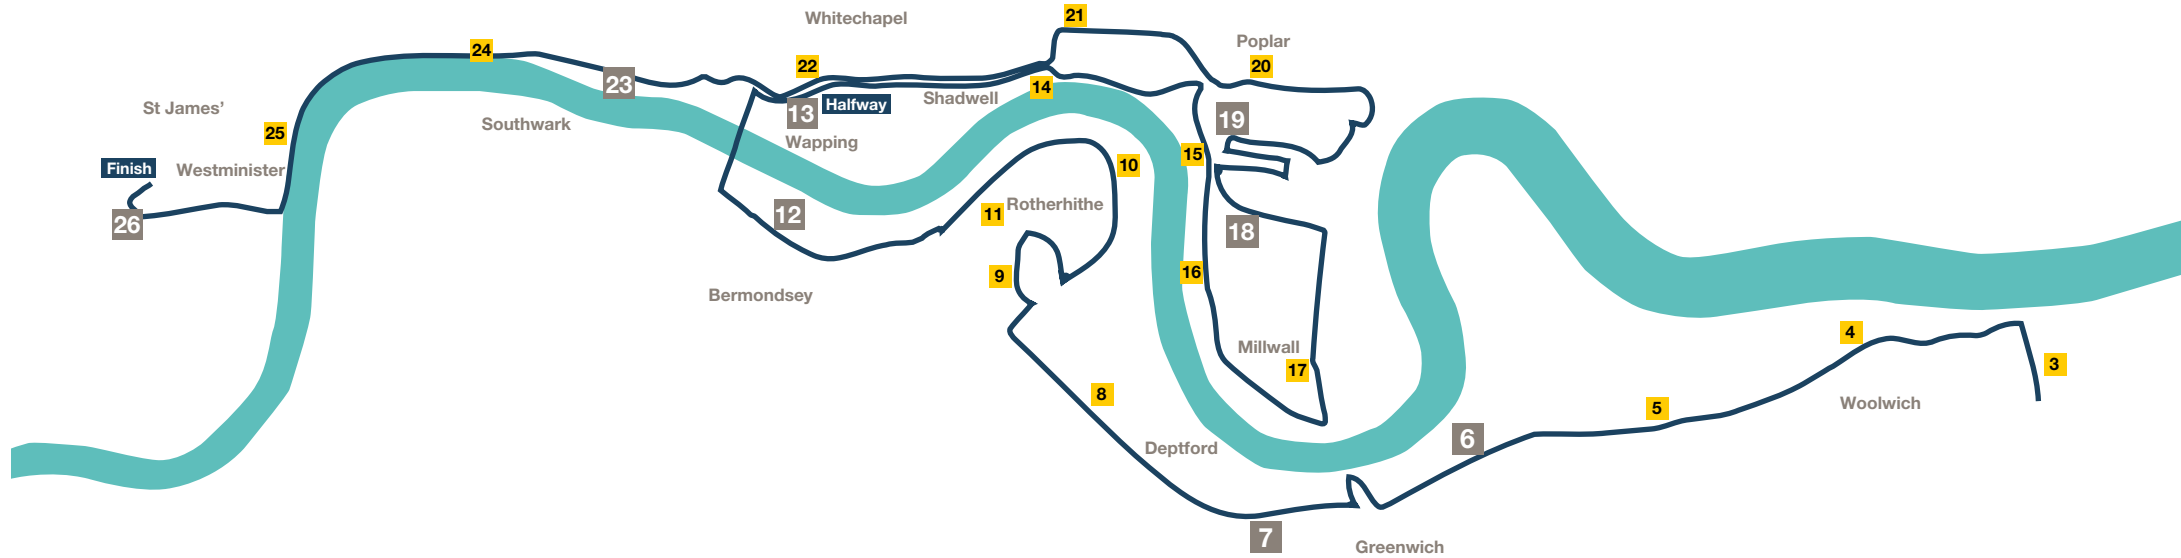 21
Whitechapel
Poplar
24
22
20
23
14
Shadwell
Halfway
13
St James’
Southwark
19
25
Wapping
15
10
Finish
Westminister
Rotherhithe
12
11
26
18
16
9
Bermondsey
4
Millwall
3
17
8
Woolwich
5
6
Deptford
7
Greenwich